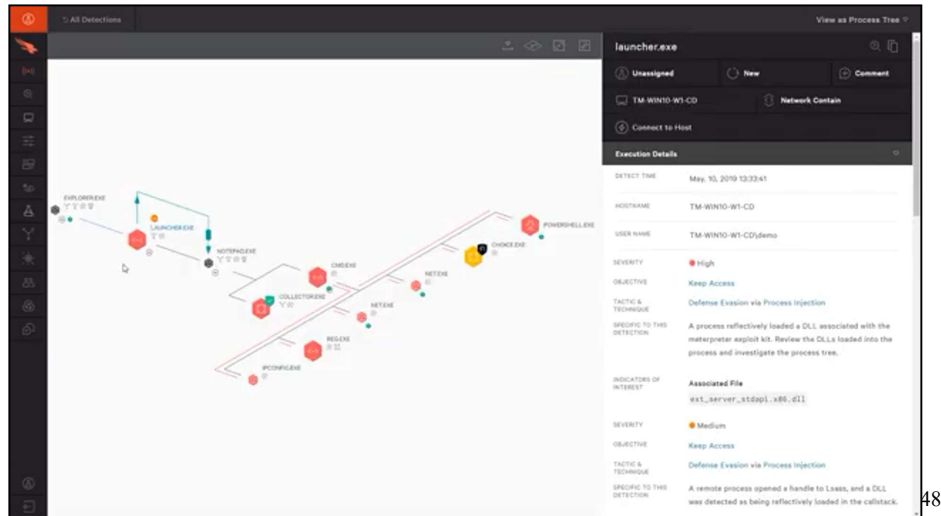 All Detections
View as Process Tree
launcher.exe
Unassigned
New
Comment
TM-WIN10-W1-CD
Network Contain
Connect to Host
Execution Details
DETECT TIME
May. 10, 2019 13:33:41
HOSTNAME
TM-WIN10-W1-CD
USER NAME
TM-WIN10-W1-CD\demo
SEVERITY
High
OBJECTIVE
Keep Access
TACTIC &
TECHNIQUE
Defense Evasion via Process Injection
SPECIFIC TO THIS
DETECTION
A process reflectively loaded a DLL associated with the
meterpreter exploit kit. Review the DLLs loaded into the
process and investigate the process tree.
INDICATORS OF
INTEREST
Associated File
ext_server_stdapi.x86.dll
SEVERITY
Medium
OBJECTIVE
Keep Access
TACTIC &
TECHNIQUE
Defense Evasion via Process Injection
SPECIFIC TO THIS
DETECTION
A remote process opened a handle to Lsass, and a DLL
was detected as being reflectively loaded in the callstack.
EXPLORER.EXE
LAUNCHER.EXE
NOTEPAD.EXE
CMD.EXE
COLLECTOR.EXE
POWERSHELL.EXE
CHOICE.EXE
NET.EXE
NET.EXE
REG.EXE
IPCONFIG.EXE
48